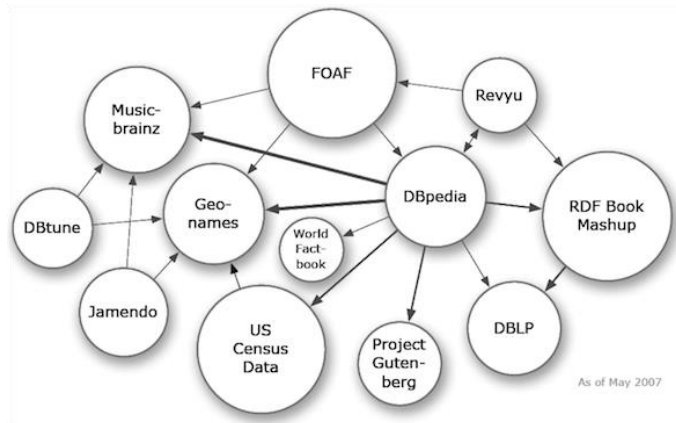 FOAF
Music-
brainz
Revyu
DBtune
Geo-
names
DBpedia
RDF Book
Mashup
World
Fact-
book
Jamendo
US
Census
Data
Project
Guten-
berg
DBLP
As of May 2007